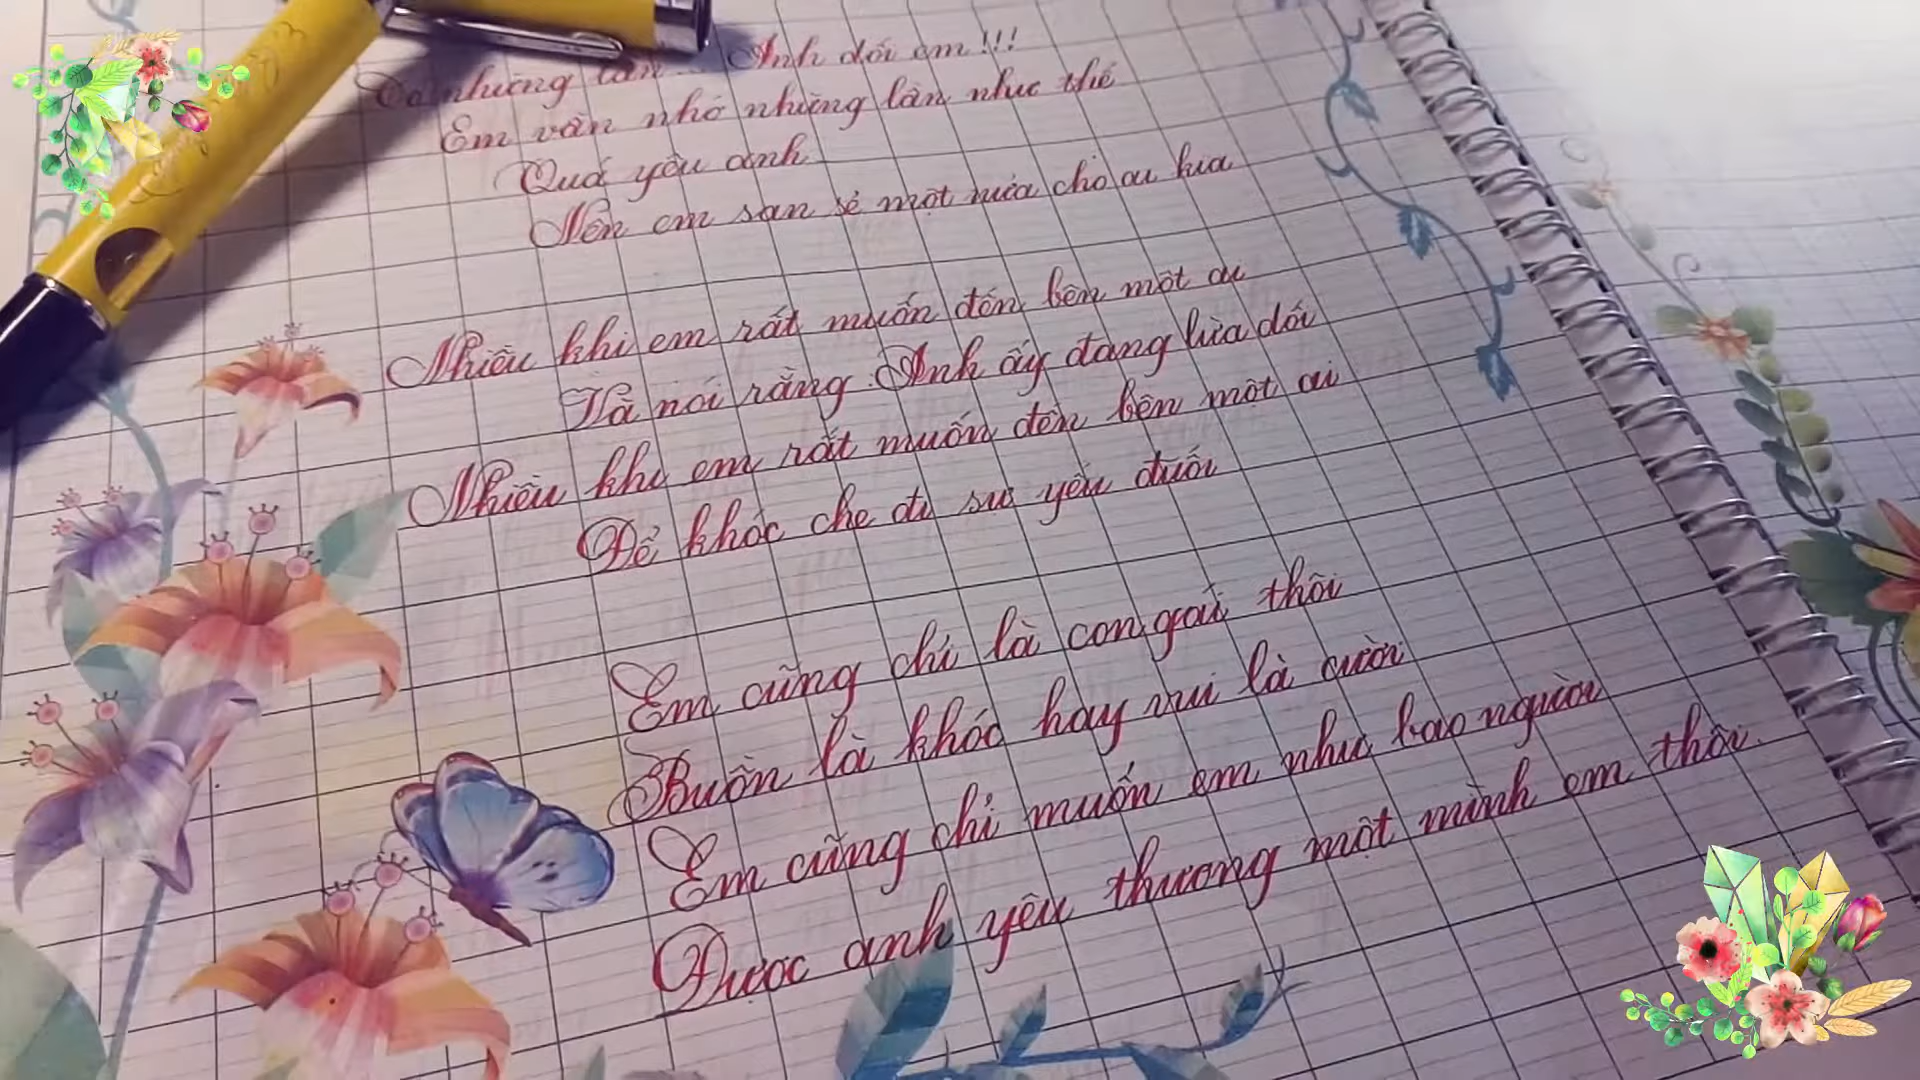 Có những lần... Anh dối em!!!
Em vẫn nhớ những lần như thế
Quá yêu anh
Nên em san sẻ một nửa cho ai kia
Nhiều khi em rất muốn đến bên một ai
Và nói rằng: Anh ấy đang lừa dối
Nhiều khi em rất muốn đến bên một ai
Để khóc che đi sự yếu đuối
Em cũng chỉ là con gái thôi
Buồn là khóc hay vui là cười
Em cũng chỉ muốn em như bao người
Được anh yêu thương một mình em thôi.